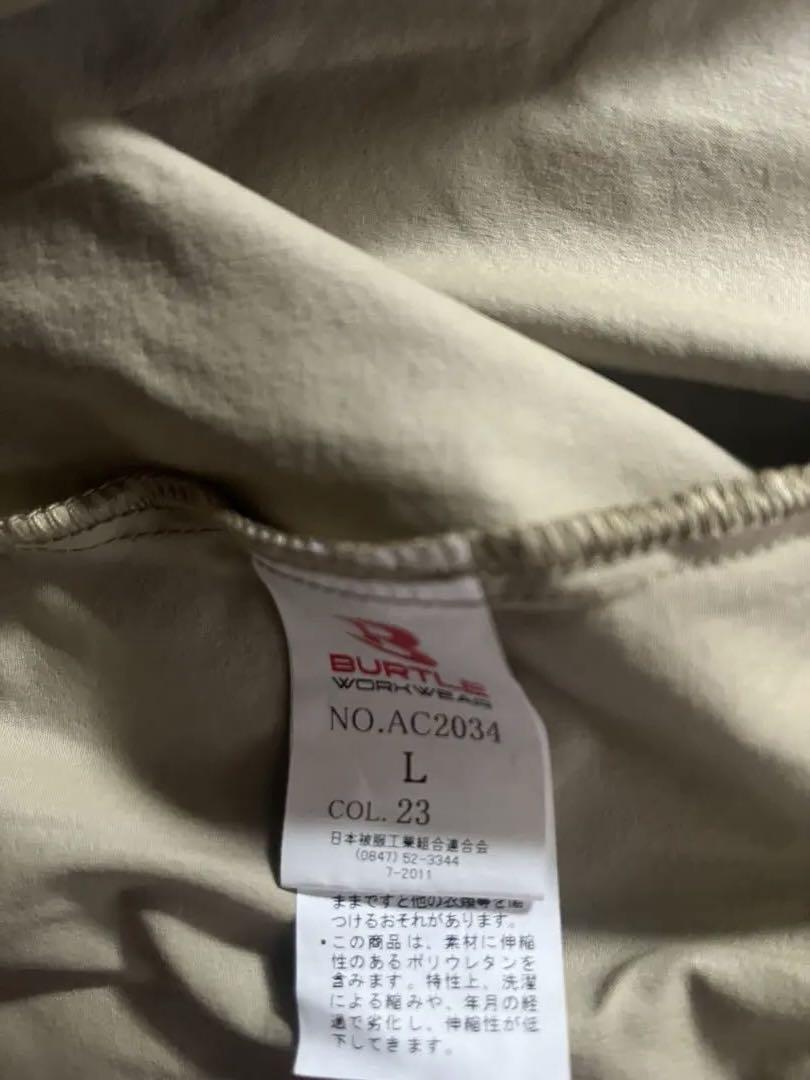 BURTLE
WORKWEAR
NO.AC2034
L
COL. 23
日本被服工業組合連合会
(0847) 52-3344
7-2011
ままですと他の衣類等を傷
つけるおそれがあります。
・この商品は、素材に伸縮
性のあるポリウレタンを
含みます。特性上、洗濯
による縮みや、年月の経
過で劣化し、伸縮性が低
下してきます。